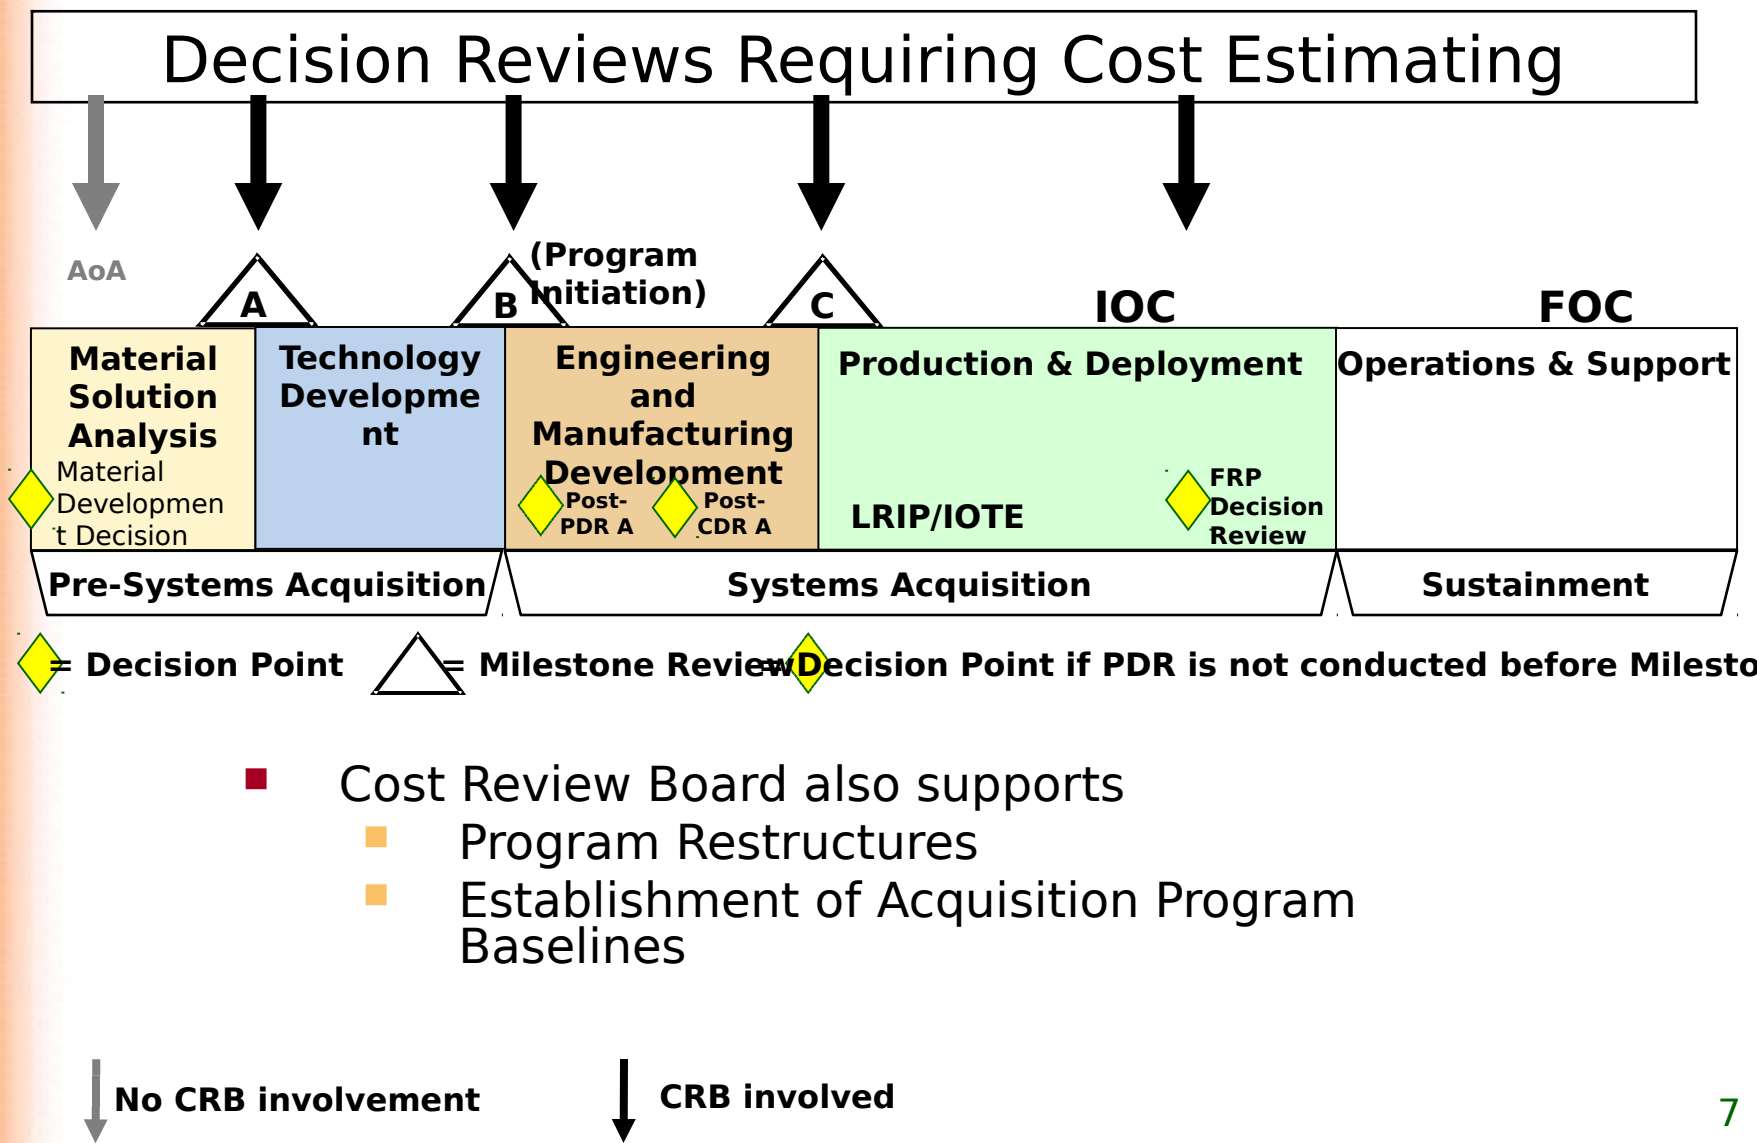 Decision Reviews Requiring Cost Estimating
AoA
A
B
(Program
Initiation)
C
IOC
FOC
Material
Solution
Analysis
Material
Developmen
t Decision
Technology
Developme
nt
Engineering
and
Manufacturing
Development
Post-
PDR A
Post-
CDR A
Production & Deployment
LRIP/IOTE
FRP
Decision
Review
Operations & Support
Pre-Systems Acquisition
Systems Acquisition
Sustainment
= Decision Point
= Milestone Review
=Decision Point if PDR is not conducted before Milesto
Cost Review Board also supports
Program Restructures
Establishment of Acquisition Program
Baselines
No CRB involvement
CRB involved
7